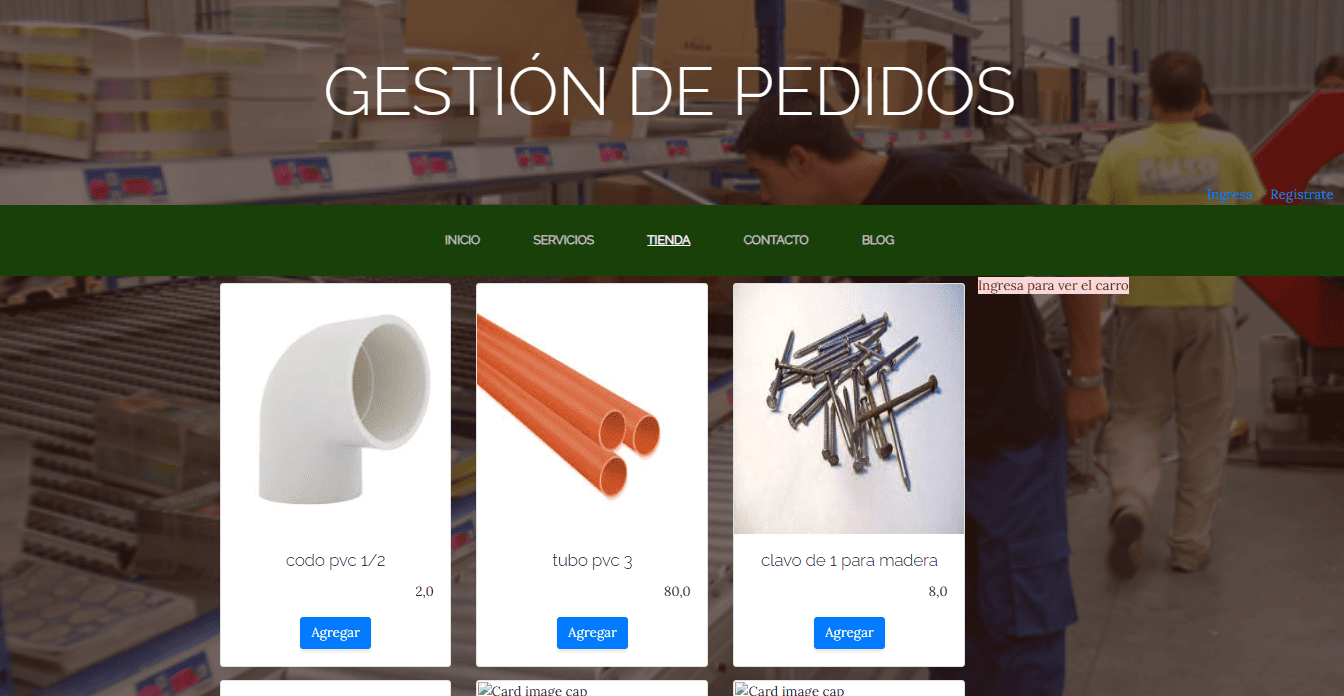 GESTIÓN DE PEDIDOS
Ingresa Registrate
INICIO SERVICIOS TIENDA CONTACTO BLOG
Ingresa para ver el carro
codo pvc 1/2
2,0
Agregar
tubo pvc 3
80,0
Agregar
clavo de 1 para madera
8,0
Agregar
Card image cap
Card image cap